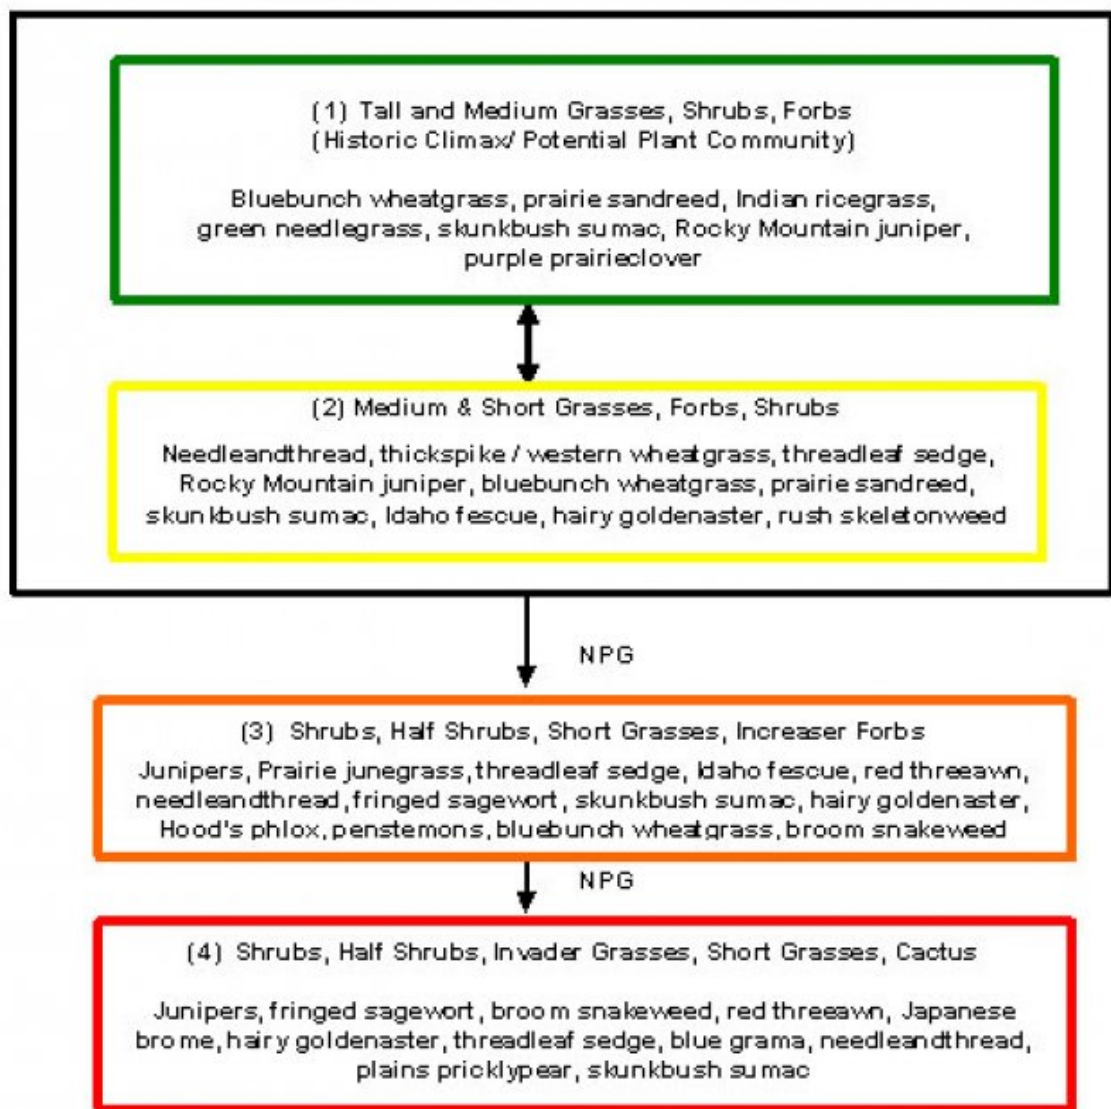 (1) Tall and Medium Grasses, Shrubs, Forbs
(Historic Climax/ Potential Plant Community)
Bluebunch wheatgrass, prairie sandreed, Indian ricegrass,
green needlegrass, skunkbush sumac, Rocky Mountain juniper,
purple prairieclover
(2) Medium & Short Grasses, Forbs, Shrubs
Needleandthread, thickspike / western wheatgrass, threadleaf sedge,
Rocky Mountain juniper, bluebunch wheatgrass, prairie sandreed,
skunkbush sumac, Idaho fescue, hairy goldenaster, rush skeletonweed
NPG
(3) Shrubs, Half Shrubs, Short Grasses, Increaser Forbs
Junipers, Prairie junegrass, threadleaf sedge, Idaho fescue, red threeawn,
needleandthread, fringed sagewort, skunkbush sumac, hairy goldenaster,
Hood's phlox, penstemons, bluebunch wheatgrass, broom snakeweed
NPG
(4) Shrubs, Half Shrubs, Invader Grasses, Short Grasses, Cactus
Junipers, fringed sagewort, broom snakeweed, red threeawn, Japanese
brome, hairy goldenaster, threadleaf sedge, blue grama, needleandthread,
plains pricklypear, skunkbush sumac